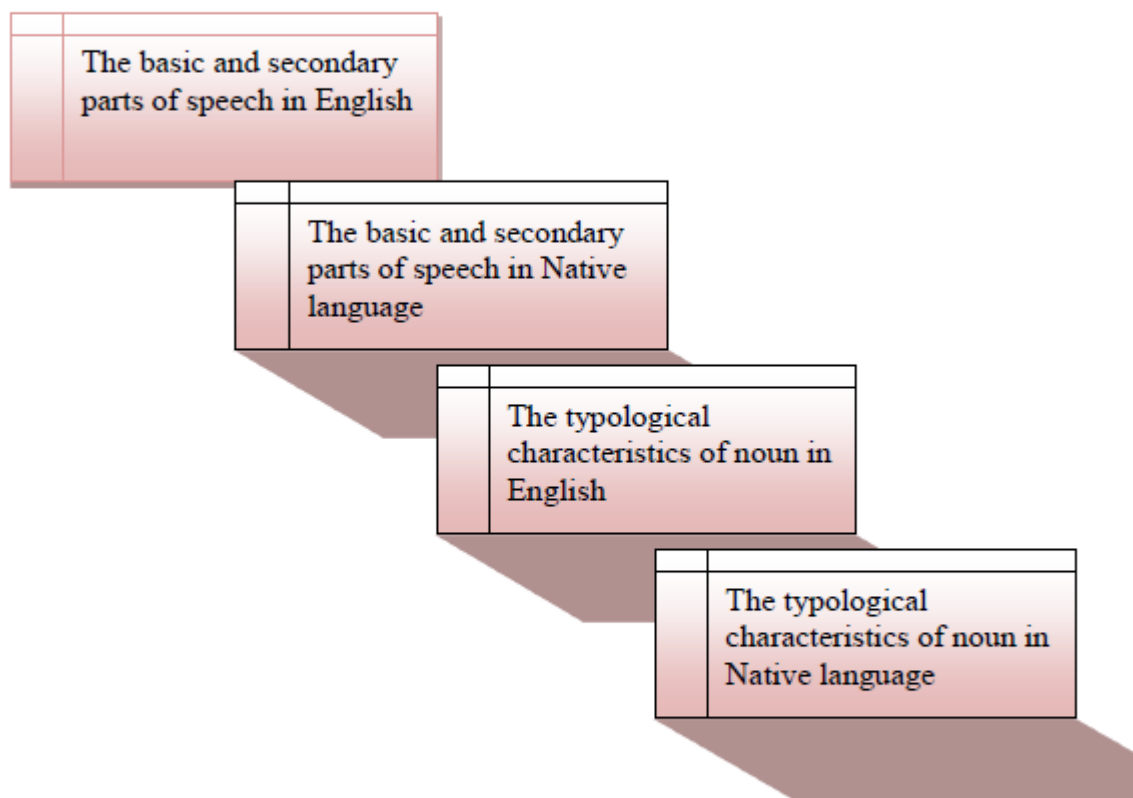 The basic and secondary
parts of speech in English
The basic and secondary
parts of speech in Native
language
The typological
characteristics of noun in
English
The typological
characteristics of noun in
Native language